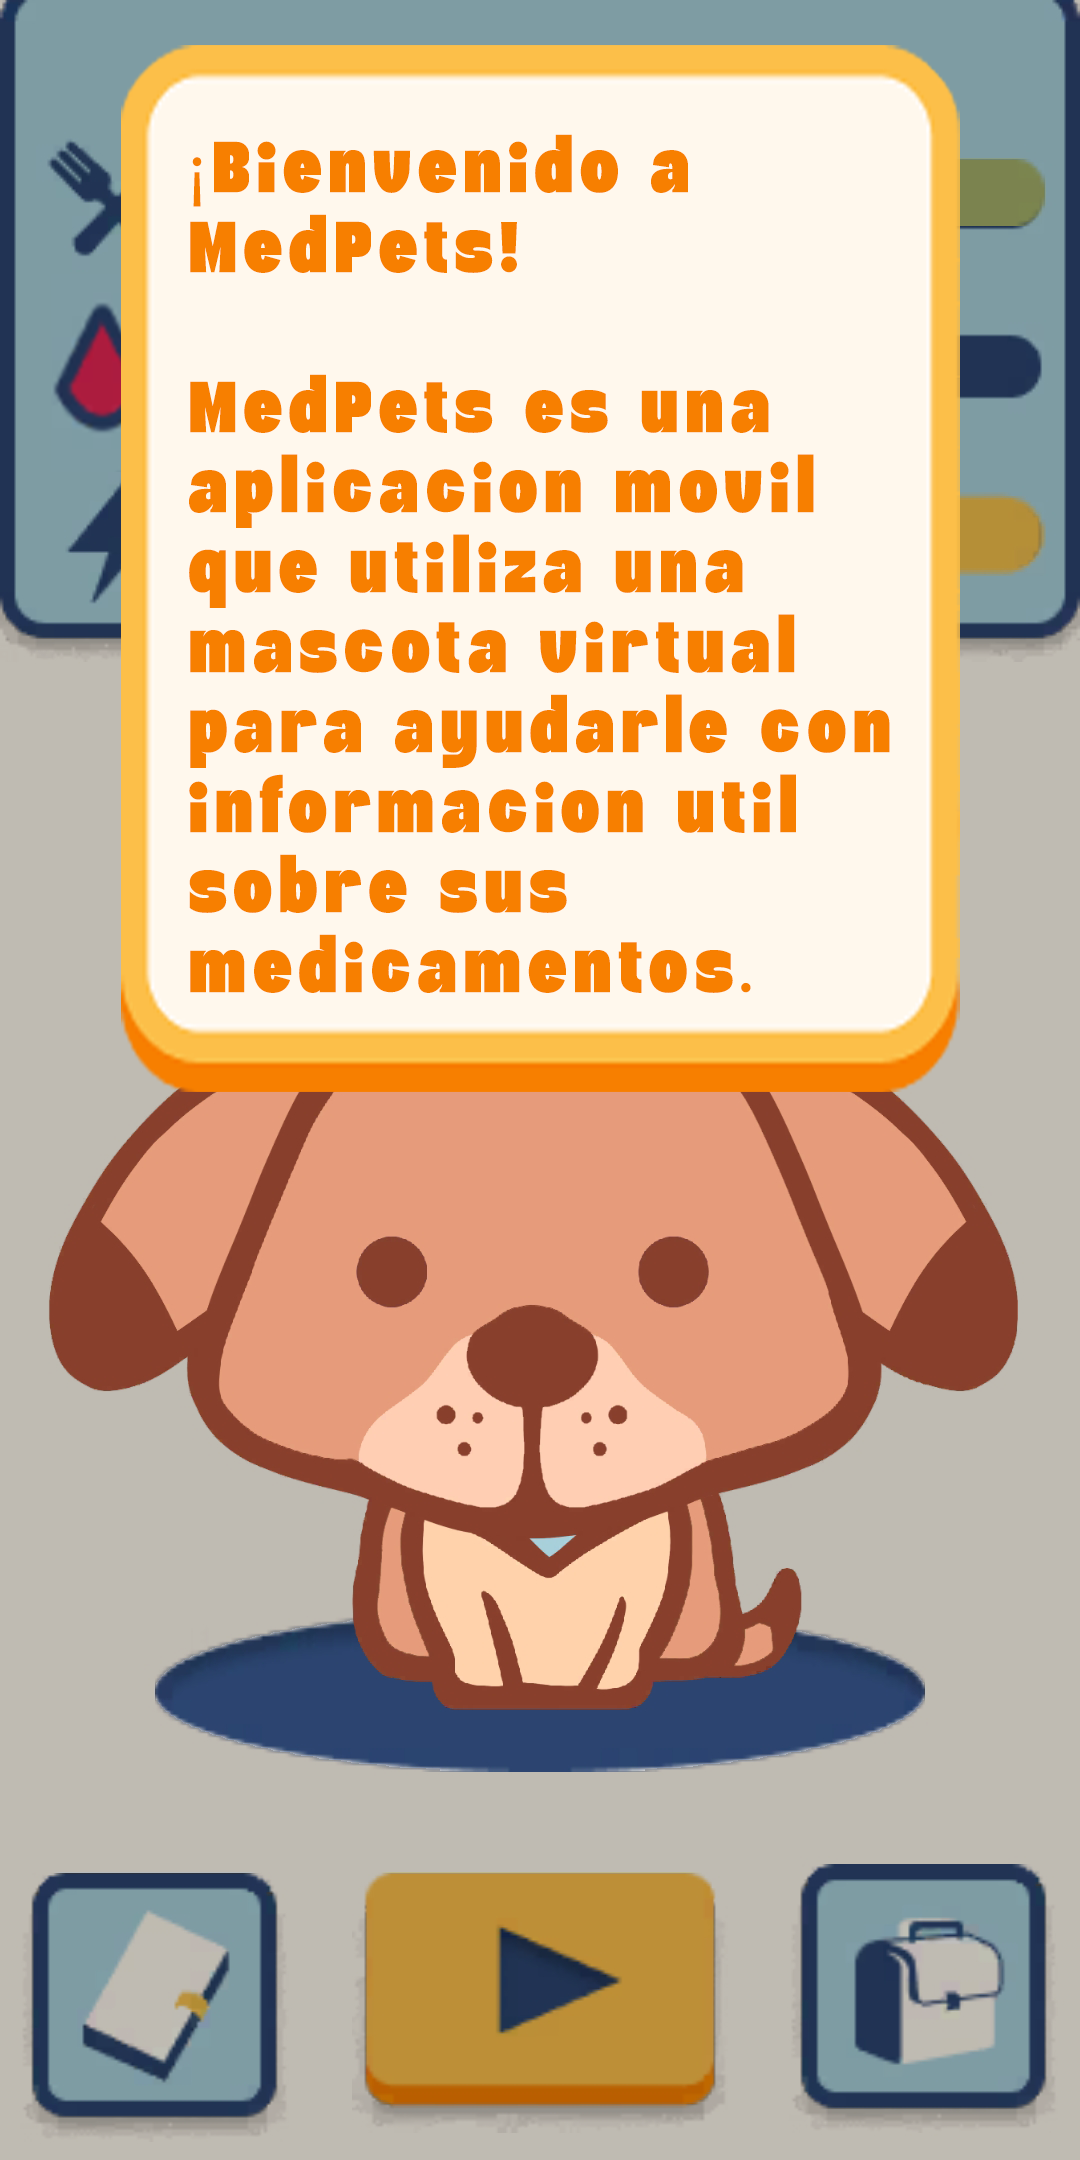 ¡Bienvenido a
MedPets!
MedPets es una
aplicacion movil
que utiliza una
mascota virtual
para ayudarle con
informacion util
sobre sus
medicamentos.